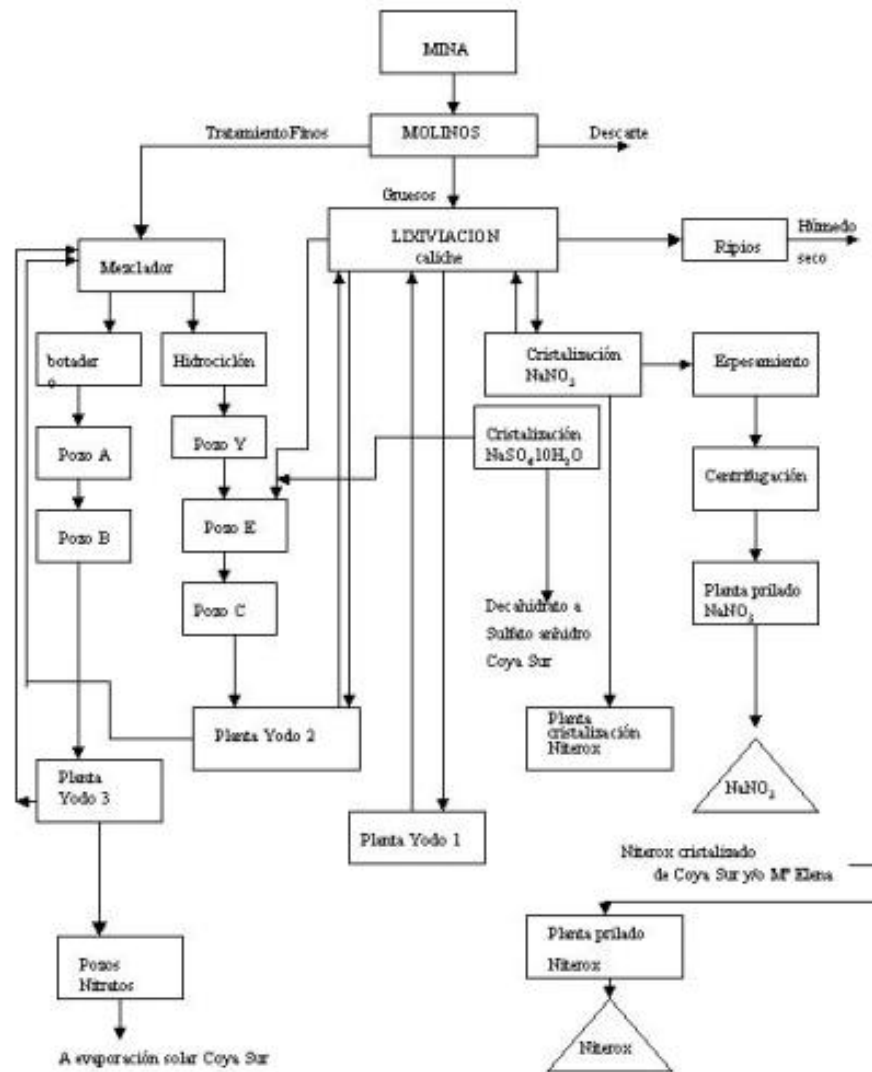 MINA
TratamientoFinos
MOLINOS
Descarte
Gruesos
LIXIVIACION
caliche
Ripios
Húmedo
seco
Mezclador
botader
o
Hidrociclón
Cristalización
NaNO3
Espesamiento
Pozo A
Pozo Y
Cristalización
NaSO4 10H2O
Centrifugación
Pozo B
Pozo E
Pozo C
Planta prilado
NaNO3
Decahidrato a
Sulfato anhidro
Coya Sur
Planta Yodo 2
Planta
cristalización
Niterox
Planta
Yodo 3
NaNO3
Planta Yodo 1
Niterox cristalizado
de Coya Sur y/o Mª Elena
Planta prilado
Niterox
Pozos
Nitratos
Niterox
A evaporación solar Coya Sur